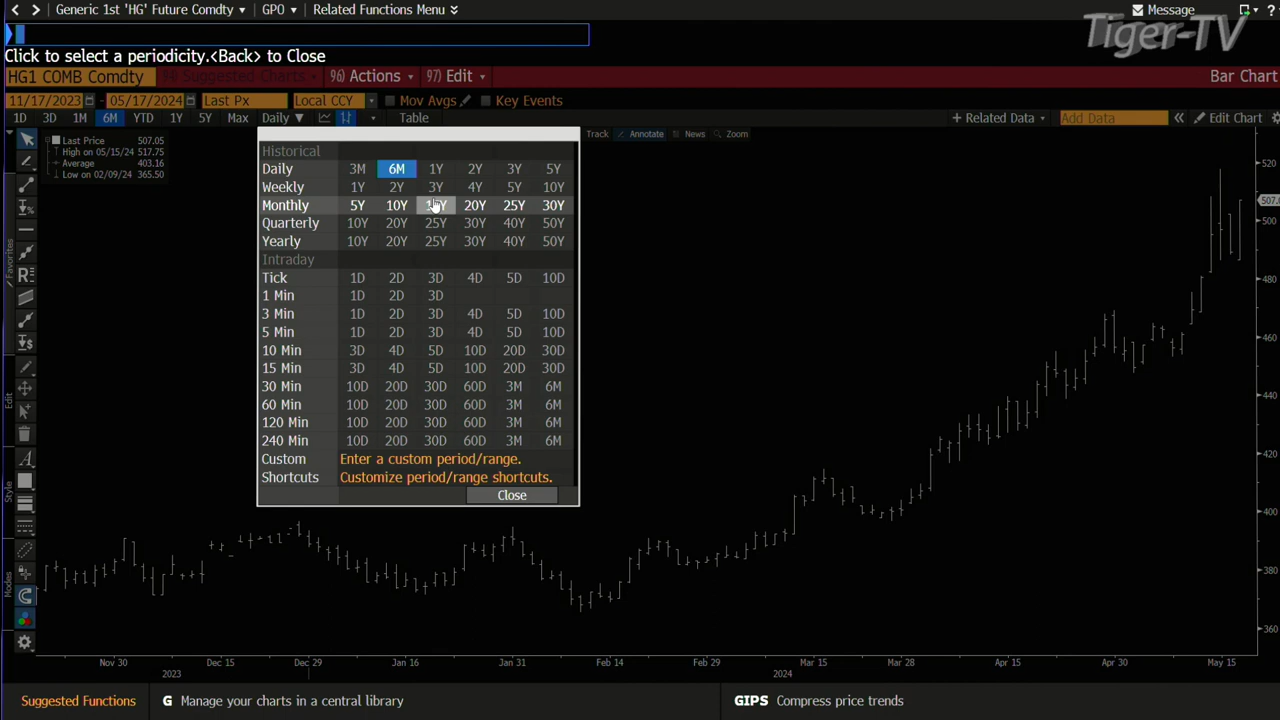 Generic 1st 'HG' Future Comdty GPO Related Functions Menu Message ?
Tiger-TV
Click to select a periodicity.<Back> to Close
HG1 COMB Comdty 94) Suggested Charts 96) Actions 97) Edit Bar Chart
11/17/2023 - 05/17/2024 Last Px Local CCY Mov Avgs Key Events
1D 3D 1M 6M YTD 1Y 5Y Max Daily ▼ Table + Related Data Add Data « Edit Chart
Track Annotate News Zoom
Last Price 507.05
High on 05/15/24 517.75
Average 403.16
Low on 02/09/24 365.50
Historical
Daily 3M 6M 1Y 2Y 3Y 5Y
Weekly 1Y 2Y 3Y 4Y 5Y 10Y
Monthly 5Y 10Y 20Y 25Y 30Y
Quarterly 10Y 20Y 25Y 30Y 40Y 50Y
Yearly 10Y 20Y 25Y 30Y 40Y 50Y
Intraday
Tick 1D 2D 3D 4D 5D 10D
1 Min 1D 2D 3D
3 Min 1D 2D 3D 4D 5D 10D
5 Min 1D 2D 3D 4D 5D 10D
10 Min 3D 4D 5D 10D 20D 30D
15 Min 3D 4D 5D 10D 20D 30D
30 Min 10D 20D 30D 60D 3M 6M
60 Min 10D 20D 30D 60D 3M 6M
120 Min 10D 20D 30D 60D 3M 6M
240 Min 10D 20D 30D 60D 3M 6M
Custom Enter a custom period/range.
Shortcuts Customize period/range shortcuts.
Close
Favorites
Edit
Style
Modes
520
507.0
500
480
460
440
420
400
380
360
Nov 30 Dec 15 Dec 29 Jan 16 Jan 31 Feb 14 Feb 29 Mar 15 Mar 28 Apr 15 Apr 30 May 15
2023 2024
Suggested Functions G Manage your charts in a central library GIPS Compress price trends